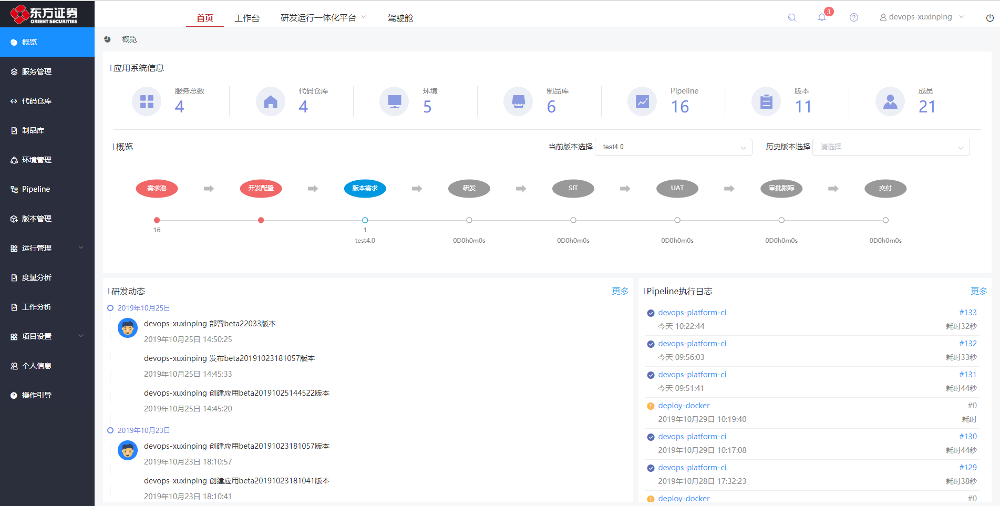 东方证券
ORIENT SECURITIES
首页
工作台
研发运行一体化平台
驾驶舱
3
devops-xuxinping
概览
服务管理
代码仓库
制品库
环境管理
Pipeline
版本管理
运行管理
度量分析
工作分析
项目设置
个人信息
操作引导
概览
应用系统信息
服务总数
4
代码仓库
4
环境
5
制品库
6
Pipeline
16
版本
11
成员
21
概览
当前版本选择
test4.0
历史版本选择
请选择
需求池
开发配置
版本需求
研发
SIT
UAT
审批跟踪
交付
16
1
test4.0
0D0h0m0s
0D0h0m0s
0D0h0m0s
0D0h0m0s
0D0h0m0s
研发动态
更多
2019年10月25日
devops-xuxinping 部署beta22033版本
2019年10月25日 14:50:25
devops-xuxinping 发布beta20191023181057版本
2019年10月25日 14:45:33
devops-xuxinping 创建应用beta20191025144522版本
2019年10月25日 14:45:20
2019年10月23日
devops-xuxinping 创建应用beta20191023181057版本
2019年10月23日 18:10:57
devops-xuxinping 创建应用beta20191023181041版本
2019年10月23日 18:10:41
Pipeline执行日志
更多
devops-platform-ci #133
今天 10:22:44 耗时32秒
devops-platform-ci #132
今天 09:56:03 耗时33秒
devops-platform-ci #131
今天 09:51:41 耗时44秒
deploy-docker #0
2019年10月29日 10:19:40 耗时
devops-platform-ci #130
2019年10月29日 10:17:08 耗时44秒
devops-platform-ci #129
2019年10月28日 17:32:23 耗时38秒
deploy-docker #0